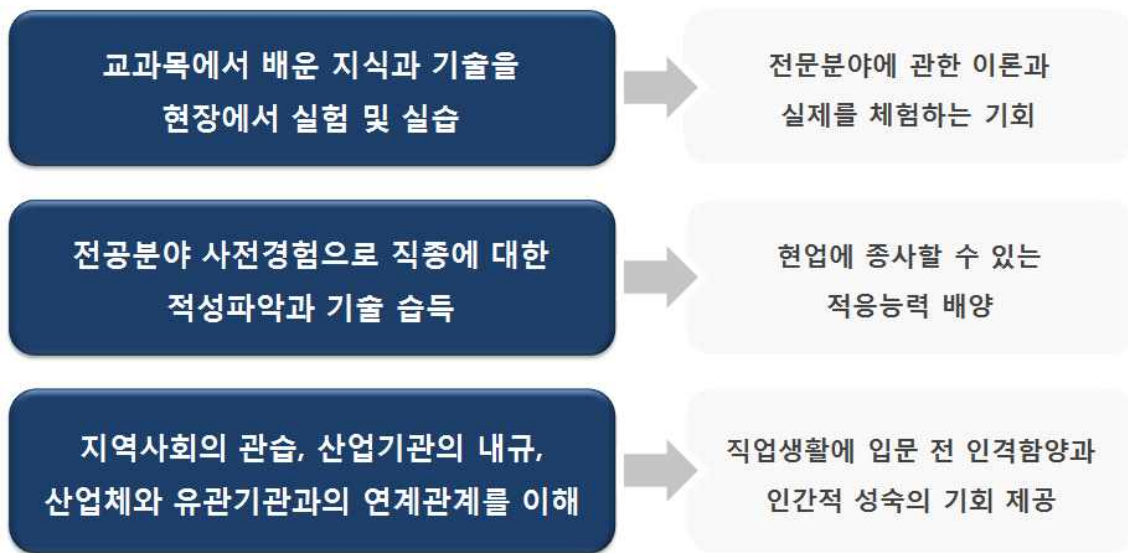 교과목에서 배운 지식과 기술을
현장에서 실험 및 실습
전문분야에 관한 이론과
실제를 체험하는 기회
전공분야 사전경험으로 직종에 대한
적성파악과 기술 습득
현업에 종사할 수 있는
적응능력 배양
지역사회의 관습, 산업기관의 내규,
산업체와 유관기관과의 연계관계를 이해
직업생활에 입문 전 인격함양과
인간적 성숙의 기회 제공